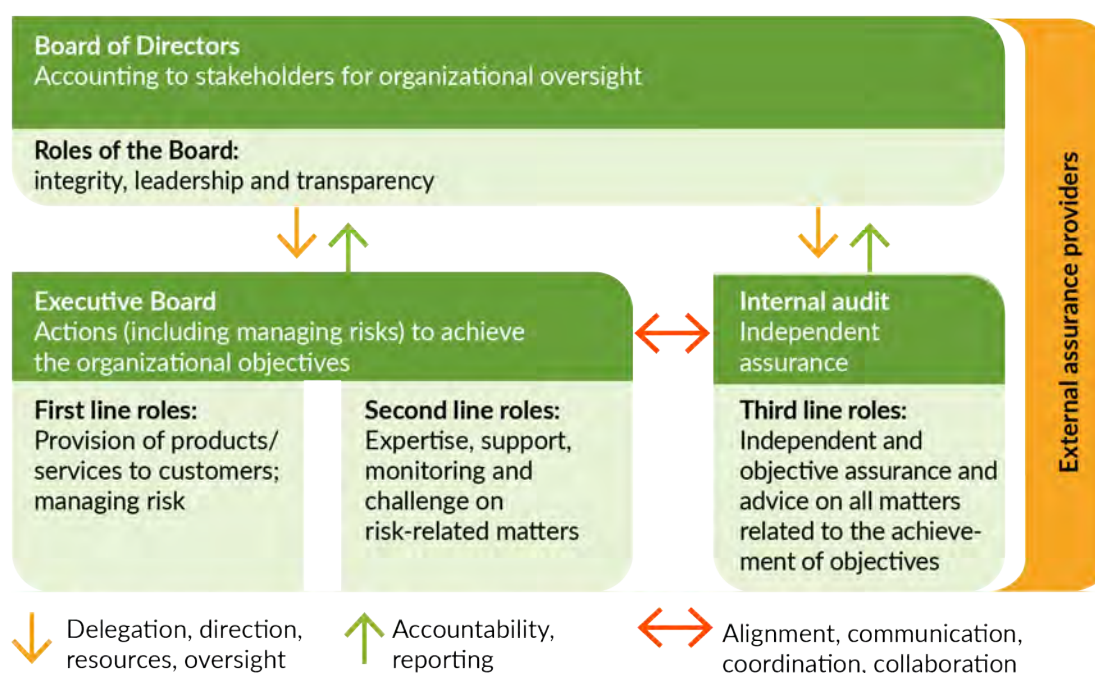 Board of Directors
Accounting to stakeholders for organizational oversight
Roles of the Board:
integrity, leadership and transparency
Executive Board
Actions (including managing risks) to achieve
the organizational objectives
First line roles:
Provision of products/
services to customers;
managing risk
Second line roles:
Expertise, support,
monitoring and
challenge on
risk-related matters
Internal audit
Independent
assurance
Third line roles:
Independent and
objective assurance and
advice on all matters
related to the achieve-
ment of objectives
External assurance providers
Delegation, direction,
resources, oversight
Accountability,
reporting
Alignment, communication,
coordination, collaboration